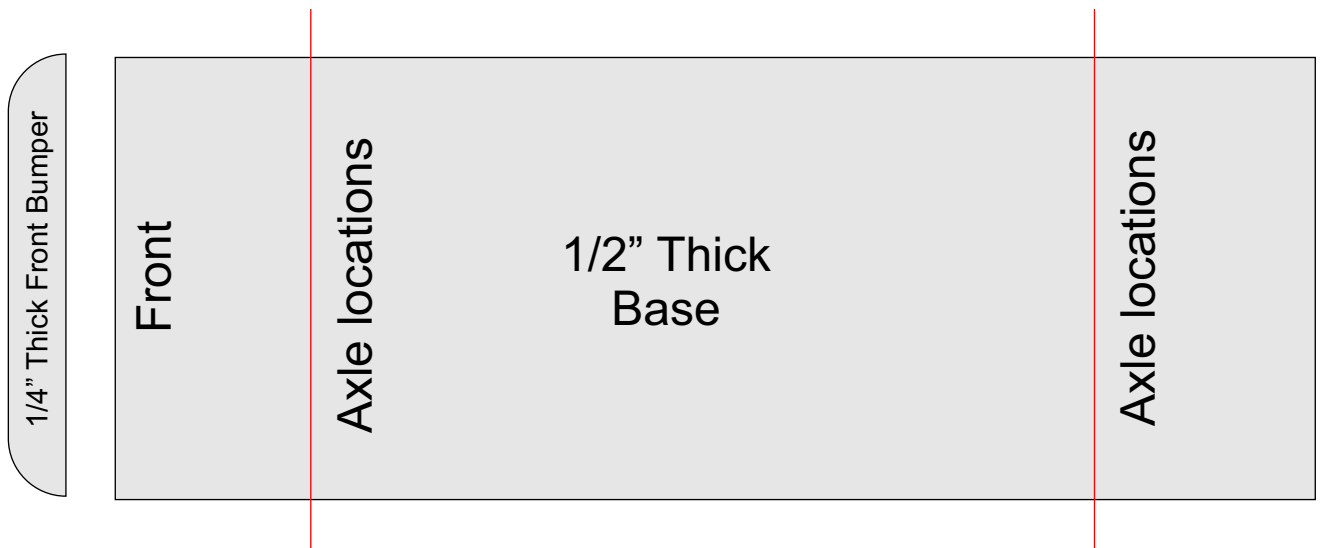 1/4” Thick Front Bumper
Front
Axle locations
1/2” Thick
Base
Axle locations